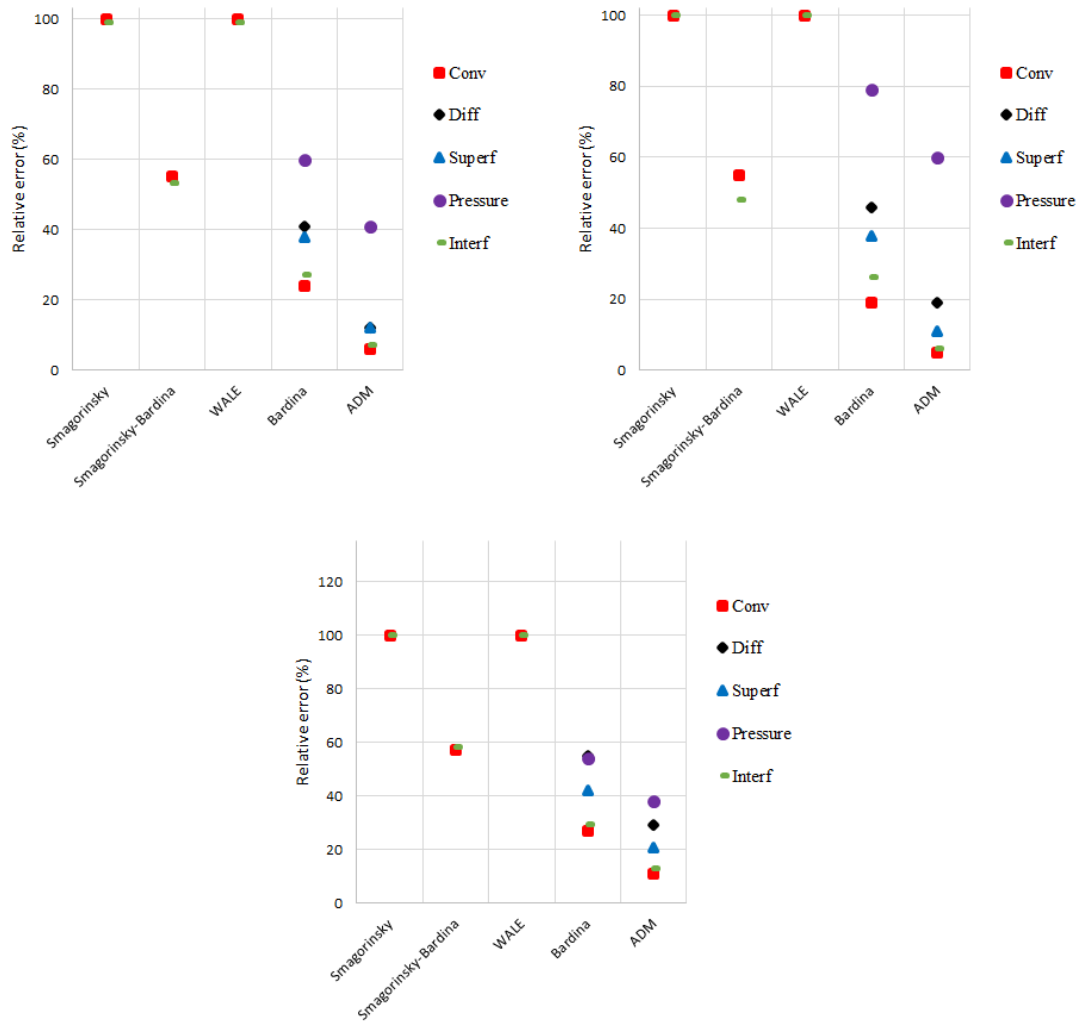 100
80
60
40
20
0
Relative error (%)
Smagorinsky
Smagorinsky-Bardina
WALE
Bardina
ADM
Conv
Diff
Superf
Pressure
Interf
100
80
60
40
20
0
Relative error (%)
Smagorinsky
Smagorinsky-Bardina
WALE
Bardina
ADM
Conv
Diff
Superf
Pressure
Interf
120
100
80
60
40
20
0
Relative error (%)
Smagorinsky
Smagorinsky-Bardina
WALE
Bardina
ADM
Conv
Diff
Superf
Pressure
Interf